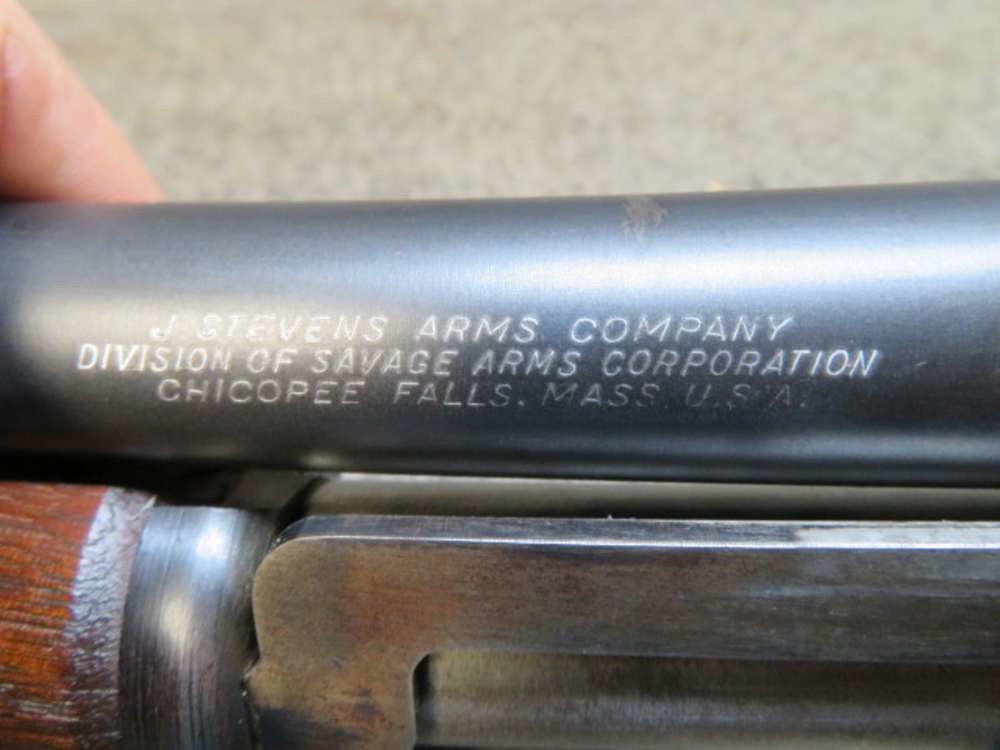 J STEVENS ARMS COMPANY
DIVISION OF SAVAGE ARMS CORPORATION
CHICOPEE FALLS, MASS. U.S.A.